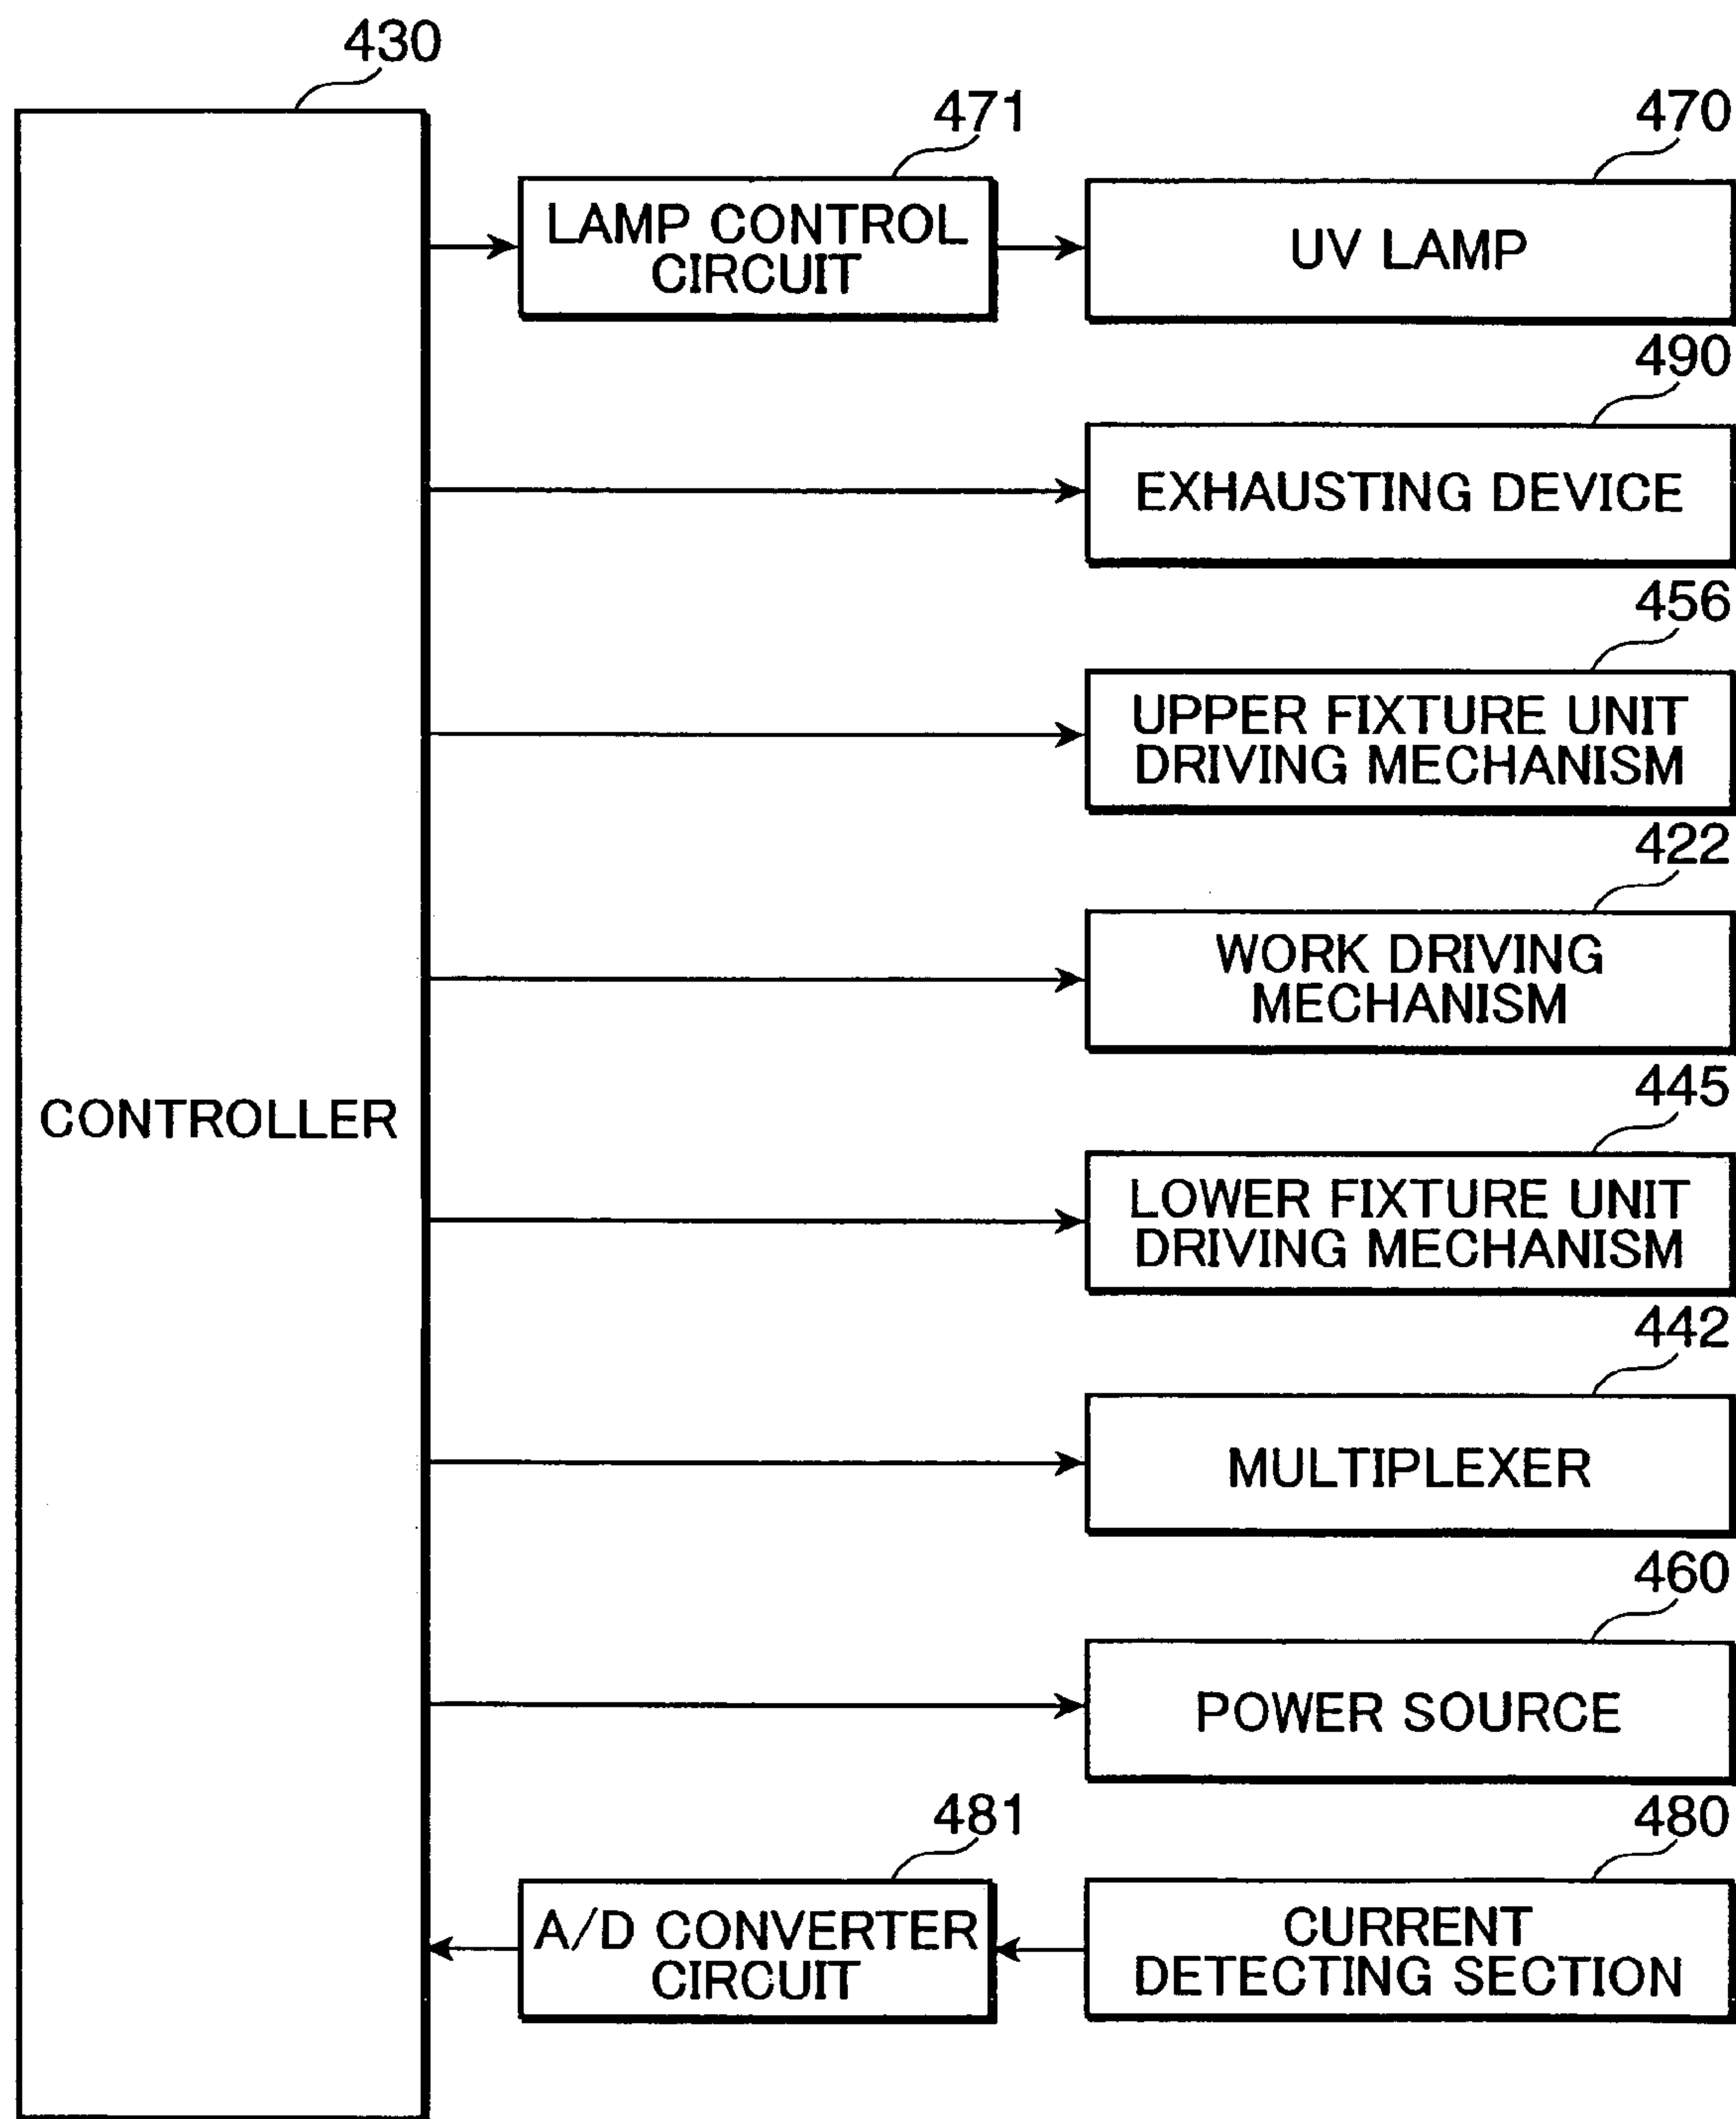 430
471
470
LAMP CONTROL
CIRCUIT
UV LAMP
490
EXHAUSTING DEVICE
456
UPPER FIXTURE UNIT
DRIVING MECHANISM
422
WORK DRIVING
MECHANISM
CONTROLLER
445
LOWER FIXTURE UNIT
DRIVING MECHANISM
442
MULTIPLEXER
460
POWER SOURCE
481
480
A/D CONVERTER
CIRCUIT
CURRENT
DETECTING SECTION